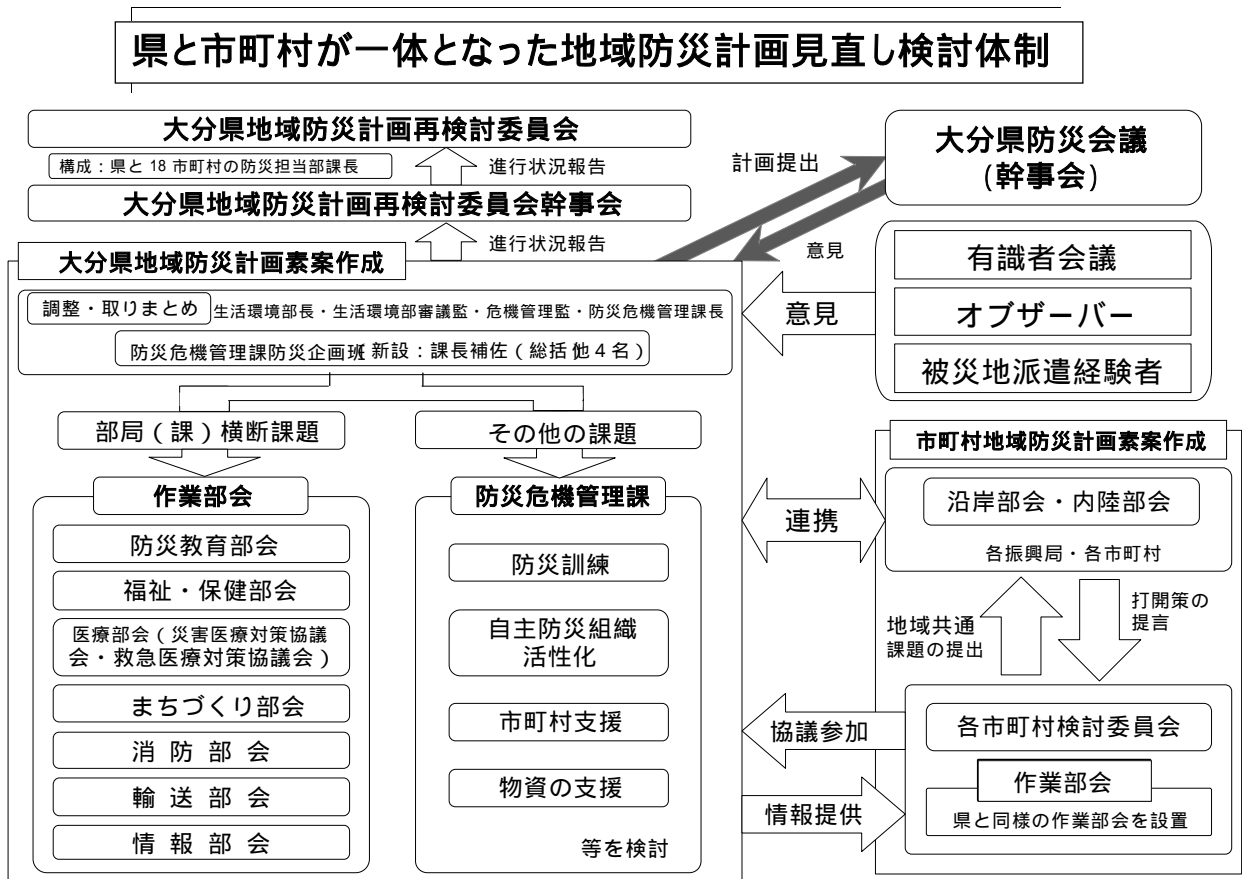 県と市町村が一体となった地域防災計画見直し検討体制
大分県地域防災計画再検討委員会
構成：県と18市町村の防災担当部課長
進行状況報告
大分県地域防災計画再検討委員会幹事会
進行状況報告
計画提出
意見
大分県防災会議
(幹事会)
有識者会議
オブザーバー
被災地派遣経験者
意見
大分県地域防災計画素案作成
調整・取りまとめ
生活環境部長・生活環境部審議監・危機管理監・防災危機管理課長
防災危機管理課防災企画班 新設：課長補佐（総括他４名）
部局（課）横断課題
その他の課題
作業部会
防災教育部会
福祉・保健部会
医療部会（災害医療対策協議
会・救急医療対策協議会）
まちづくり部会
消 防 部 会
輸 送 部 会
情 報 部 会
防災危機管理課
防災訓練
自主防災組織
活性化
市町村支援
物資の支援
等を検討
連携
協議参加
情報提供
市町村地域防災計画素案作成
沿岸部会・内陸部会
各振興局・各市町村
地域共通
課題の提出
打開策の
提言
各市町村検討委員会
作業部会
県と同様の作業部会を設置